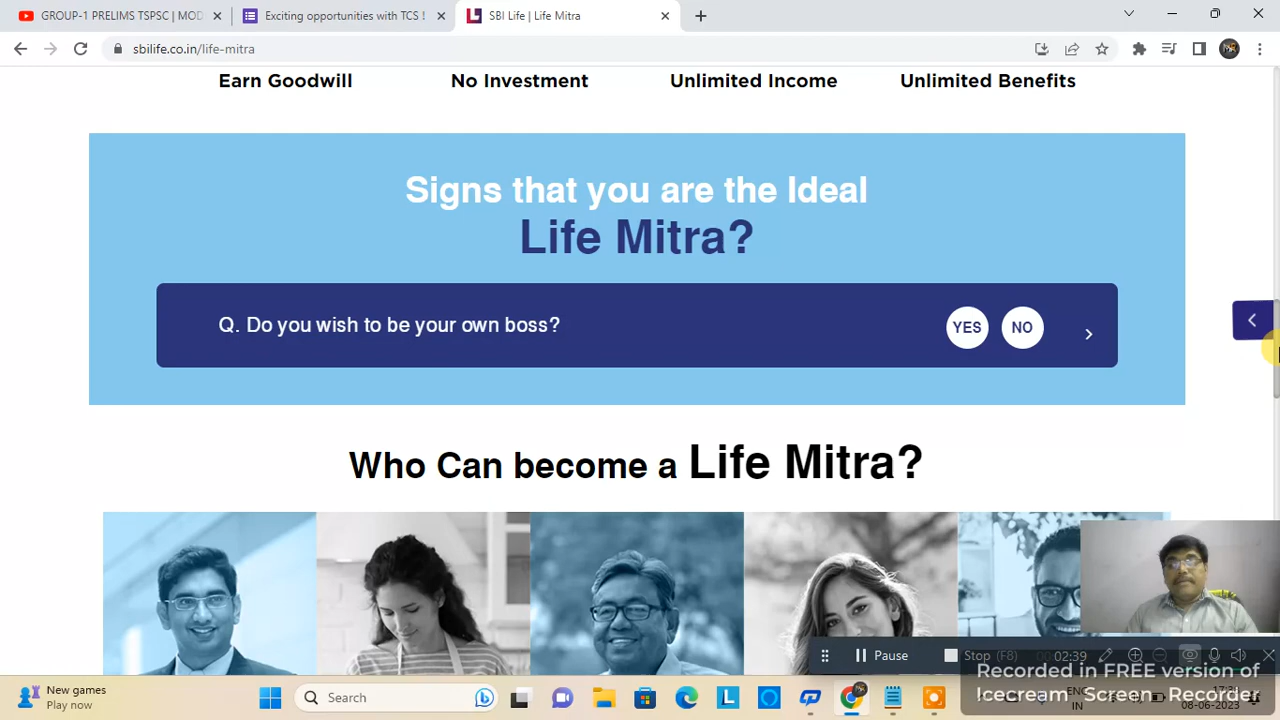 GROUP-1 PRELIMS TSPSC | MOD
Exciting opportunities with TCS !
SBI Life | Life Mitra
sbilife.co.in/life-mitra
Earn Goodwill
No Investment
Unlimited Income
Unlimited Benefits
Signs that you are the Ideal
Life Mitra?
Q. Do you wish to be your own boss?
YES
NO
Who Can become a Life Mitra?
Pause
Stop (F8)
00:02:39
Recorded in FREE version of
Icecream Screen Recorder
New games
Play now
Search
ENG
IN
08-06-2023